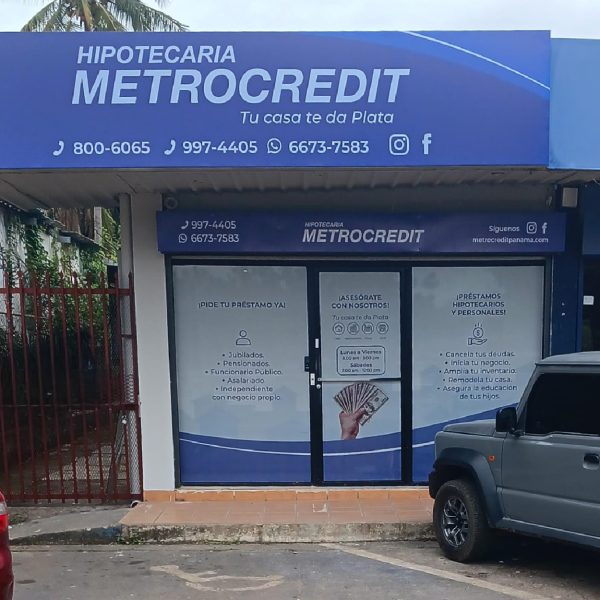 HIPOTECARIA
METROCREDIT
Tu casa te da Plata
800-6065 997-4405 6673-7583
997-4405
6673-7583
HIPOTECARIA
METROCREDIT
Síguenos
metrocreditpanama.com
¡PIDE TU PRÉSTAMO YA!
• Jubilados.
• Pensionados.
• Funcionario Público.
• Asalariado.
• Independiente
con negocio propio.
¡ASESÓRATE
CON NOSOTROS!
Tu casa te da Plata
Lunes a Viernes
Sábados
¡PRÉSTAMOS
HIPOTECARIOS
Y PERSONALES!
• Cancela tus deudas.
• Inicia tu negocio.
• Amplia tu inventario.
• Remodela tu casa.
• Asegura la educación
de tus hijos.